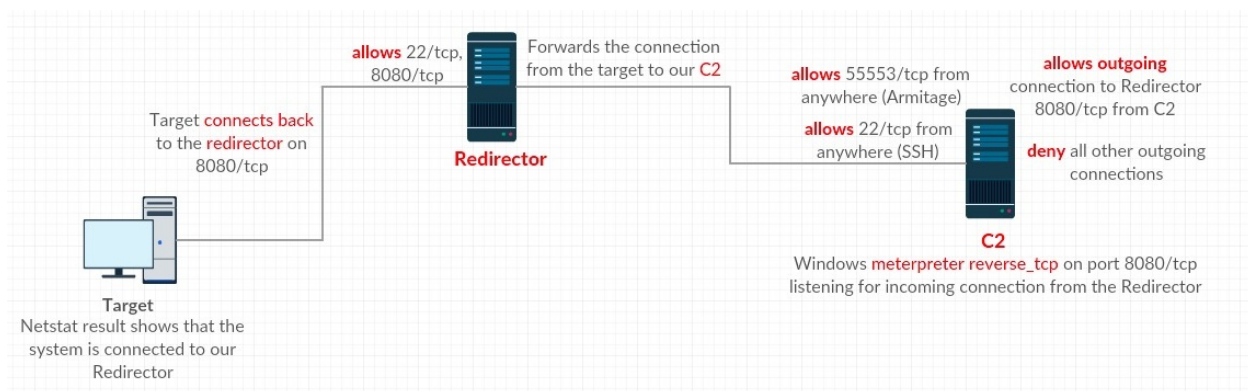 allows 22/tcp,
8080/tcp
Forwards the connection
from the target to our C2
allows 55553/tcp from
anywhere (Armitage)
allows outgoing
connection to Redirector
8080/tcp from C2
Target connects back
to the redirector on
8080/tcp
Redirector
allows 22/tcp from
anywhere (SSH)
deny all other outgoing
connections
C2
Windows meterpreter reverse_tcp on port 8080/tcp
listening for incoming connection from the Redirector
Target
Netstat result shows that the
system is connected to our
Redirector